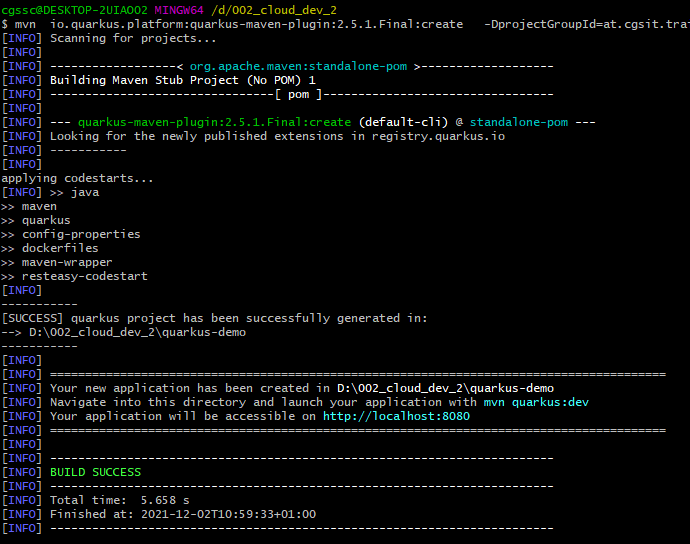 cgssc@DESKTOP-2UIAOO2 MINGW64 /d/002_cloud_dev_2
$ mvn  io.quarkus.platform:quarkus-maven-plugin:2.5.1.Final:create   -DprojectGroupId=at.cgsit.tra
[INFO] Scanning for projects...
[INFO]
[INFO] ------------------< org.apache.maven:standalone-pom >-------------------
[INFO] Building Maven Stub Project (No POM) 1
[INFO] --------------------------------[ pom ]---------------------------------
[INFO]
[INFO] --- quarkus-maven-plugin:2.5.1.Final:create (default-cli) @ standalone-pom ---
[INFO] Looking for the newly published extensions in registry.quarkus.io
[INFO] -----------
[INFO]
applying codestarts...
[INFO] >> java
>> maven
>> quarkus
>> config-properties
>> dockerfiles
>> maven-wrapper
>> resteasy-codestart
[INFO]
-----------
[SUCCESS] quarkus project has been successfully generated in:
--> D:\002_cloud_dev_2\quarkus-demo
-----------
[INFO]
[INFO] ========================================================================================
[INFO] Your new application has been created in D:\002_cloud_dev_2\quarkus-demo
[INFO] Navigate into this directory and launch your application with mvn quarkus:dev
[INFO] Your application will be accessible on http://localhost:8080
[INFO] ========================================================================================
[INFO]
[INFO] ------------------------------------------------------------------------
[INFO] BUILD SUCCESS
[INFO] ------------------------------------------------------------------------
[INFO] Total time:  5.658 s
[INFO] Finished at: 2021-12-02T10:59:33+01:00
[INFO] ------------------------------------------------------------------------